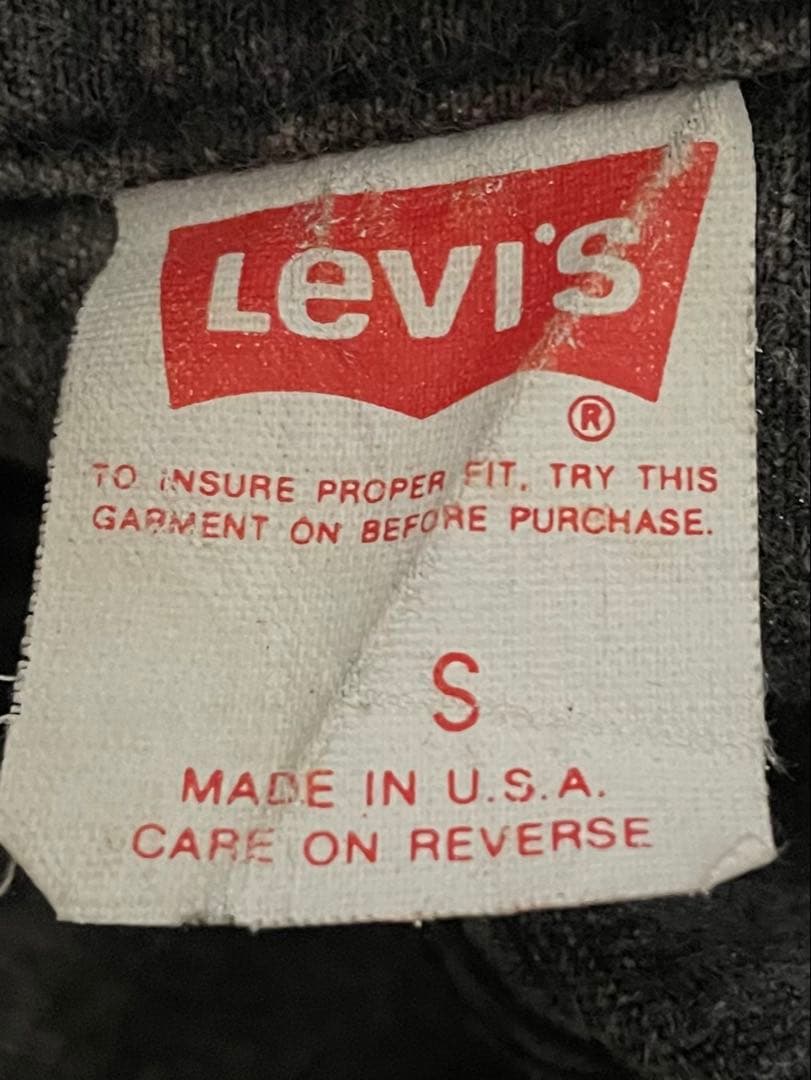 Levi's
®
TO INSURE PROPER FIT, TRY THIS
GARMENT ON BEFORE PURCHASE.
S
MADE IN U.S.A.
CARE ON REVERSE